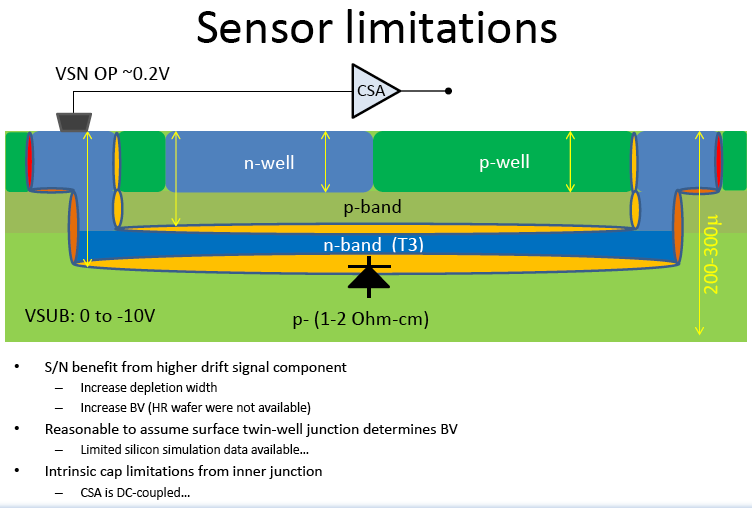 Sensor limitations
VSN OP ~0.2V
CSA
n-well
p-well
p-band
n-band (T3)
200-300µ
VSUB: 0 to -10V
p- (1-2 Ohm-cm)
• S/N benefit from higher drift signal component
– Increase depletion width
– Increase BV (HR wafer were not available)
• Reasonable to assume surface twin-well junction determines BV
– Limited silicon simulation data available…
• Intrinsic cap limitations from inner junction
– CSA is DC-coupled…